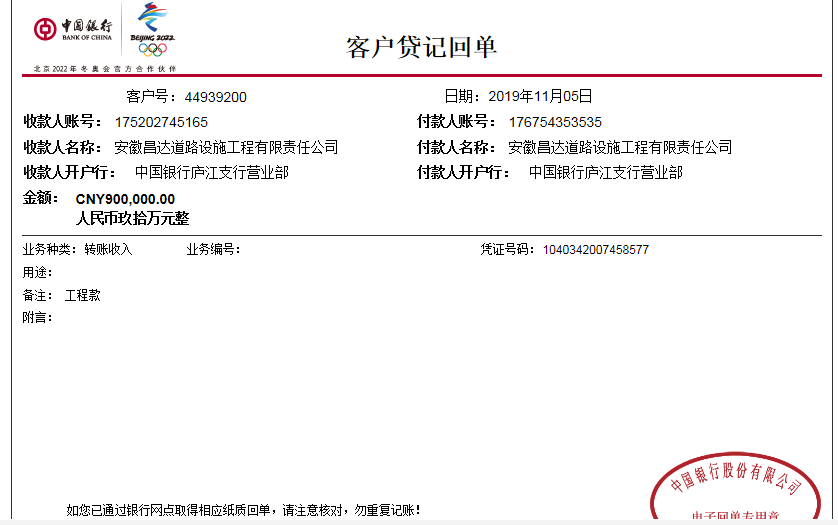 中国银行
BANK OF CHINA
BEIJING 2022
北京2022年冬奥会官方合作伙伴
客户贷记回单
客户号：44939200 日期：2019年11月05日
收款人账号： 175202745165 付款人账号： 176754353535
收款人名称： 安徽昌达道路设施工程有限责任公司 付款人名称： 安徽昌达道路设施工程有限责任公司
收款人开户行： 中国银行庐江支行营业部 付款人开户行： 中国银行庐江支行营业部
金额： CNY900,000.00
人民币玖拾万元整
业务种类：转账收入 业务编号： 凭证号码：1040342007458577
用途：
备注： 工程款
附言：
中国银行股份有限公司
电子回单专用章
如您已通过银行网点取得相应纸质回单，请注意核对，勿重复记账！